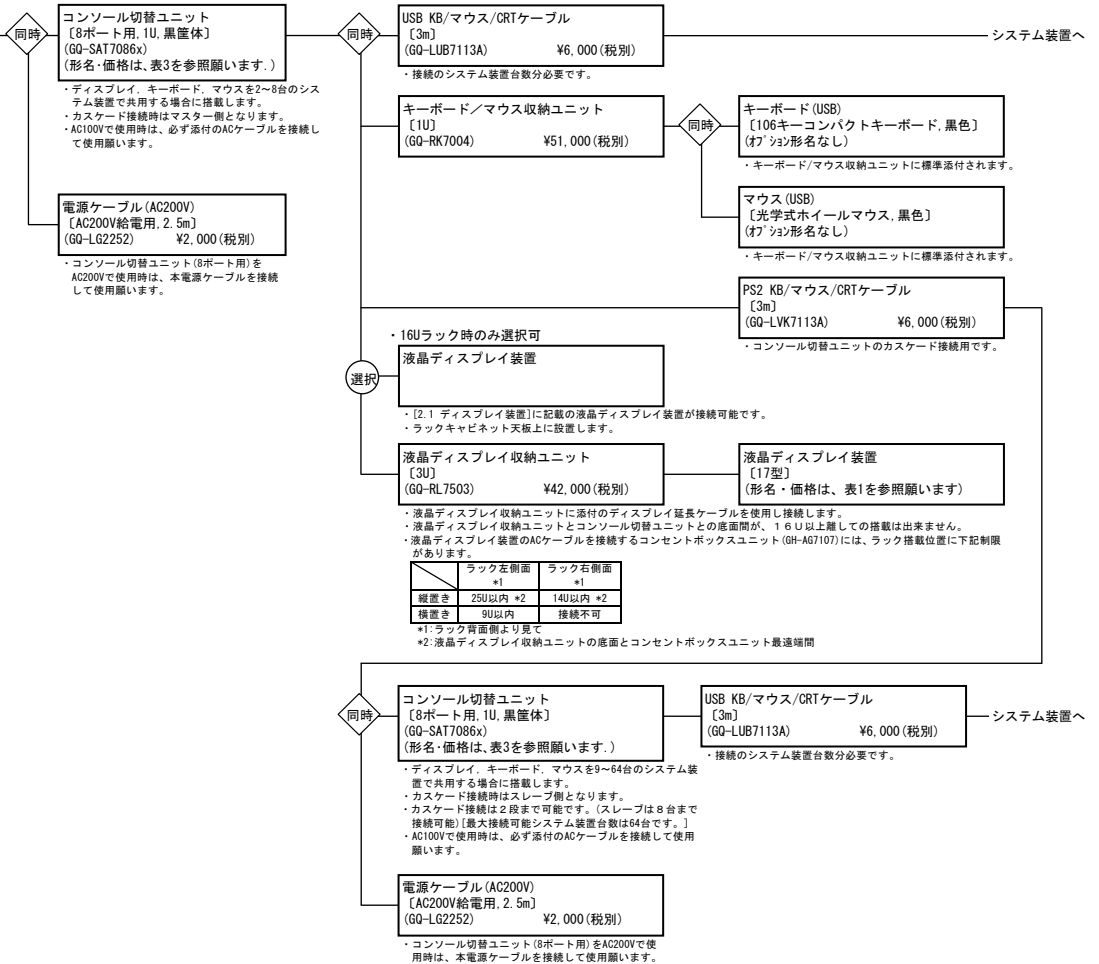 同時
コンソール切替ユニット
〔8ポート用,1U,黒筐体〕
(GQ-SAT7086x)
(形名･価格は､表3を参照願います.)
・ディスプレイ, キーボード, マウスを2～8台のシス
テム装置で共用する場合に搭載します。
・カスケード接続時はマスター側となります。
・AC100Vで使用時は、必ず添付のACケーブルを接続し
て使用願います。
電源ケーブル(AC200V)
〔AC200V給電用,2.5m〕
(GQ-LG2252) ¥2,000(税別)
・コンソール切替ユニット(8ポート用)を
AC200Vで使用時は、本電源ケーブルを接続
して使用願います。
同時
USB KB/マウス/CRTケーブル
〔3m〕
(GQ-LUB7113A) ¥6,000(税別)
・接続のシステム装置台数分必要です。
システム装置へ
キーボード／マウス収納ユニット
〔1U〕
(GQ-RK7004) ¥51,000(税別)
同時
キーボード(USB)
〔106キーコンパクトキーボード,黒色〕
(ｵﾌﾟｼｮﾝ形名なし)
・キーボード/マウス収納ユニットに標準添付されます。
マウス(USB)
〔光学式ホイールマウス,黒色〕
(ｵﾌﾟｼｮﾝ形名なし)
・キーボード/マウス収納ユニットに標準添付されます。
PS2 KB/マウス/CRTケーブル
〔3m〕
(GQ-LVK7113A) ¥6,000(税別)
・コンソール切替ユニットのカスケード接続用です。
・16Uラック時のみ選択可
選択
液晶ディスプレイ装置
・[2.1 ディスプレイ装置]に記載の液晶ディスプレイ装置が接続可能です。
・ラックキャビネット天板上に設置します。
液晶ディスプレイ収納ユニット
〔3U〕
(GQ-RL7503) ¥42,000(税別)
液晶ディスプレイ装置
〔17型〕
(形名・価格は、表1を参照願います)
・液晶ディスプレイ収納ユニットに添付のディスプレイ延長ケーブルを使用し接続します。
・液晶ディスプレイ収納ユニットとコンソール切替ユニットとの底面間が、１６Ｕ以上離しての搭載は出来ません。
・液晶ディスプレイ装置のACケーブルを接続するコンセントボックスユニット(GH-AG7107)には、ラック搭載位置に下記制限
があります。
ラック左側面 ラック右側面
*1 *1
縦置き 25U以内 *2 14U以内 *2
横置き 9U以内 接続不可
*1:ラック背面側より見て
*2:液晶ディスプレイ収納ユニットの底面とコンセントボックスユニット最遠端間
同時
コンソール切替ユニット
〔8ポート用,1U,黒筐体〕
(GQ-SAT7086x)
(形名･価格は､表3を参照願います.)
・ディスプレイ, キーボード, マウスを9～64台のシステム装
置で共用する場合に搭載します。
・カスケード接続時はスレーブ側となります。
・カスケード接続は２段まで可能です。(スレーブは８台まで
接続可能)[最大接続可能システム装置台数は64台です。]
・AC100Vで使用時は、必ず添付のACケーブルを接続して使用
願います。
USB KB/マウス/CRTケーブル
〔3m〕
(GQ-LUB7113A) ¥6,000(税別)
・接続のシステム装置台数分必要です。
システム装置へ
電源ケーブル(AC200V)
〔AC200V給電用,2.5m〕
(GQ-LG2252) ¥2,000(税別)
・コンソール切替ユニット(8ポート用)をAC200Vで使
用時は、本電源ケーブルを接続して使用願います。